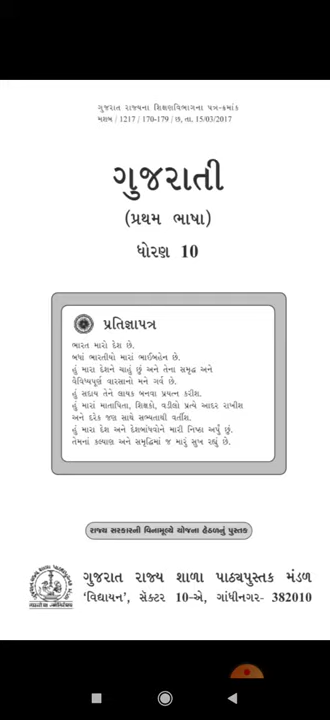 ગુજરાત રાજ્યના શિક્ષણવિભાગના પત્ર-ક્રમાંક
મશબ / 1217 / 170-179 / છ, તા. 15/03/2017
ગુજરાતી
(પ્રથમ ભાષા)
ધોરણ 10
પ્રતિજ્ઞાપત્ર
ભારત મારો દેશ છે.
બધાં ભારતીયો મારાં ભાઈબહેન છે.
હું મારા દેશને ચાહું છું અને તેના સમૃદ્ધ અને
વૈવિધ્યપૂર્ણ વારસાનો મને ગર્વ છે.
હું સદાય તેને લાયક બનવા પ્રયત્ન કરીશ.
હું મારાં માતાપિતા, શિક્ષકો, વડીલો પ્રત્યે આદર રાખીશ
અને દરેક જણ સાથે સભ્યતાથી વર્તીશ.
હું મારા દેશ અને દેશબાંધવોને મારી નિષ્ઠા અર્પું છું.
તેમનાં કલ્યાણ અને સમૃદ્ધિમાં જ મારું સુખ રહ્યું છે.
રાજ્ય સરકારની વિનામૂલ્યે યોજના હેઠળનું પુસ્તક
ગુજરાત રાજ્ય શાળા પાઠ્યપુસ્તક મંડળ
'વિદ્યાયન', સેક્ટર 10-એ, ગાંધીનગર- 382010